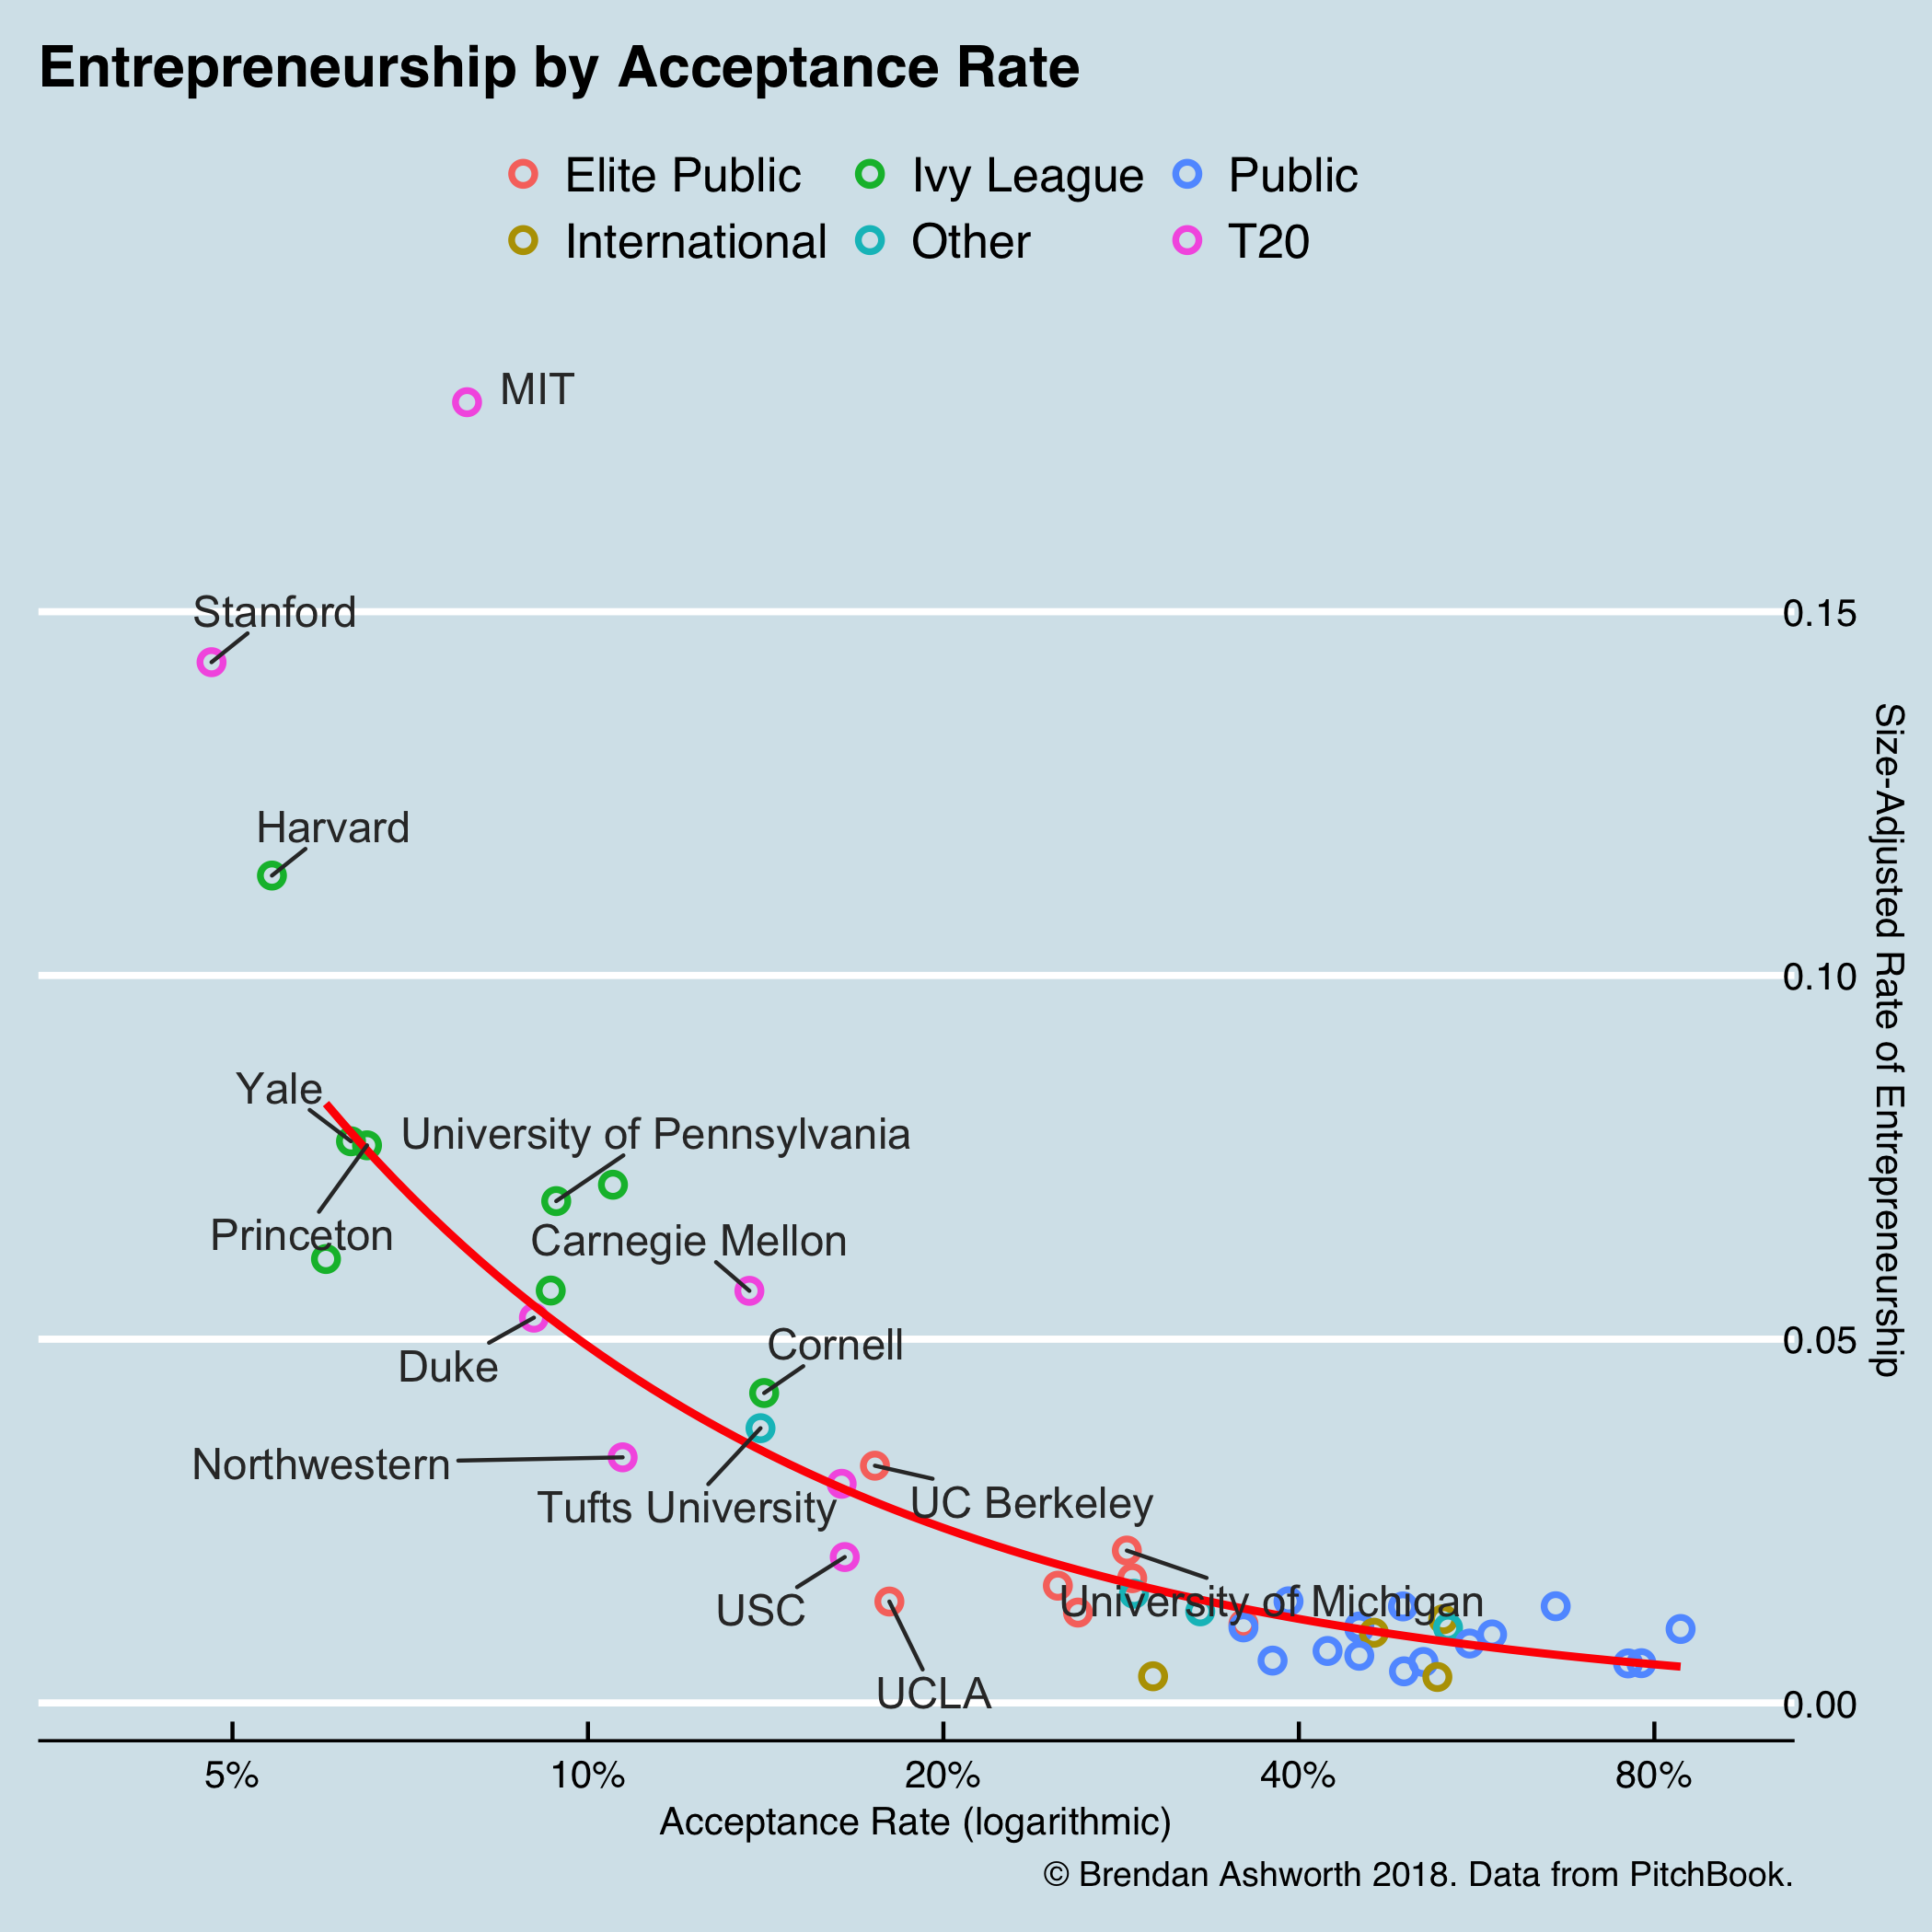 Entrepreneurship by Acceptance Rate
Elite Public Ivy League Public
International Other T20
MIT
Stanford
0.15
Harvard
0.10
Yale
University of Pennsylvania
Princeton
Carnegie Mellon
Duke
Cornell
0.05
Northwestern
Tufts University
UC Berkeley
USC
University of Michigan
UCLA
0.00
Size-Adjusted Rate of Entrepreneurship
5% 10% 20% 40% 80%
Acceptance Rate (logarithmic)
© Brendan Ashworth 2018. Data from PitchBook.